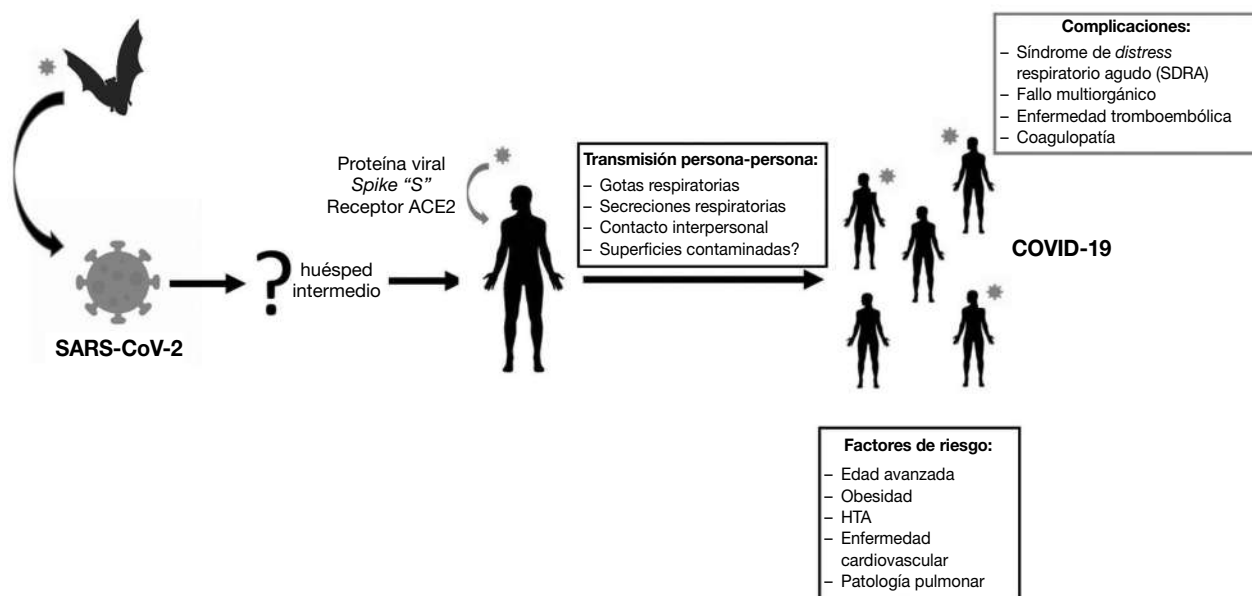 Complicaciones:
– Síndrome de distress
respiratorio agudo (SDRA)
– Fallo multiorgánico
– Enfermedad tromboembólica
– Coagulopatía
Proteína viral
Spike “S”
Receptor ACE2
Transmisión persona-persona:
– Gotas respiratorias
– Secreciones respiratorias
– Contacto interpersonal
– Superficies contaminadas?
COVID-19
?
huésped
intermedio
SARS-CoV-2
Factores de riesgo:
– Edad avanzada
– Obesidad
– HTA
– Enfermedad
cardiovascular
– Patología pulmonar